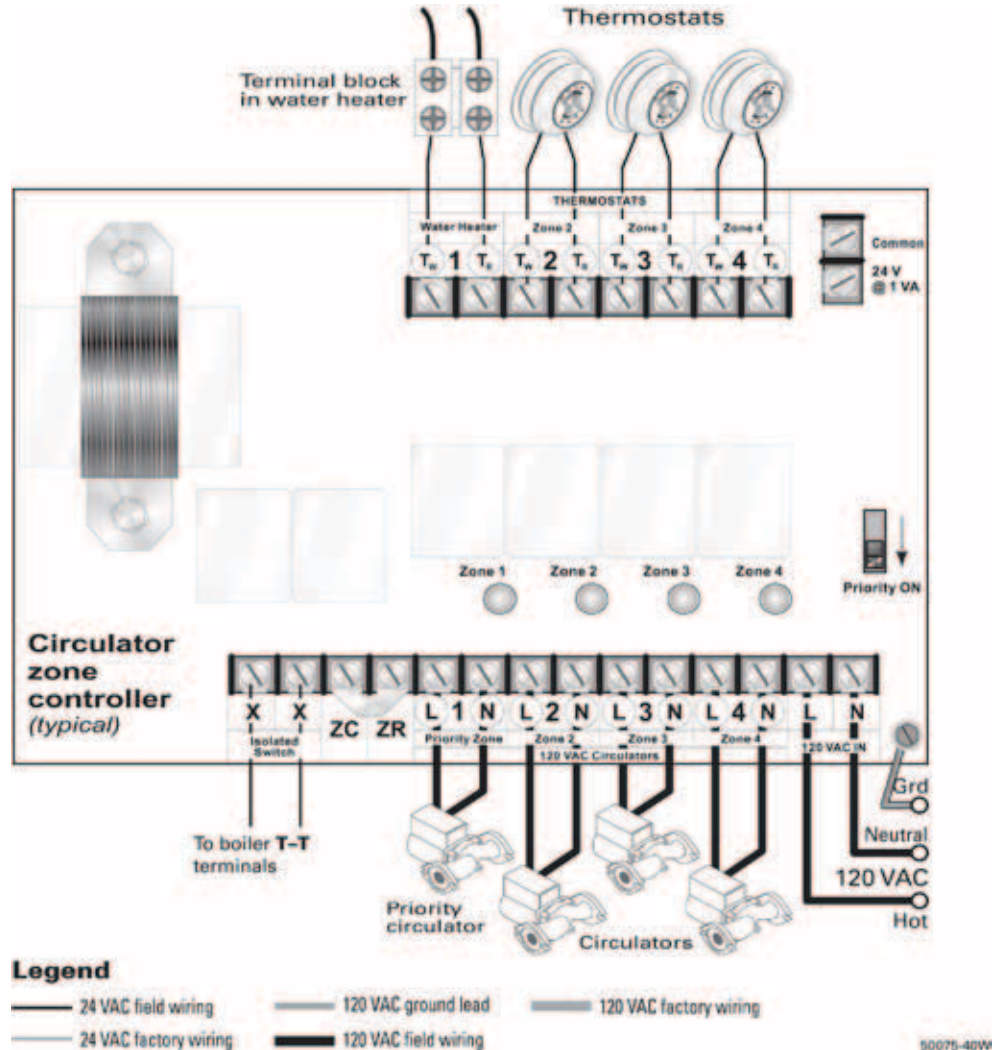 Thermostats
Terminal block
in water heater
THERMOSTATS
Water Heater
Zone 2
Zone 3
Zone 4
Common
1
2
3
4
24 V
@ 1 VA
Zone 1
Zone 2
Zone 3
Zone 4
Priority ON
Circulator
zone
controller
(typical)
X X ZC ZR L 1 N L 2 N L 3 N L 4 N L N
Isolated
Switch
Priority Zone
Zone 2
Zone 3
Zone 4
120 VAC IN
120 VAC Circulators
To boiler T–T
terminals
Grd
Neutral
120 VAC
Hot
Priority
circulator
Circulators
Legend
24 VAC field wiring
120 VAC ground lead
120 VAC factory wiring
24 VAC factory wiring
120 VAC field wiring